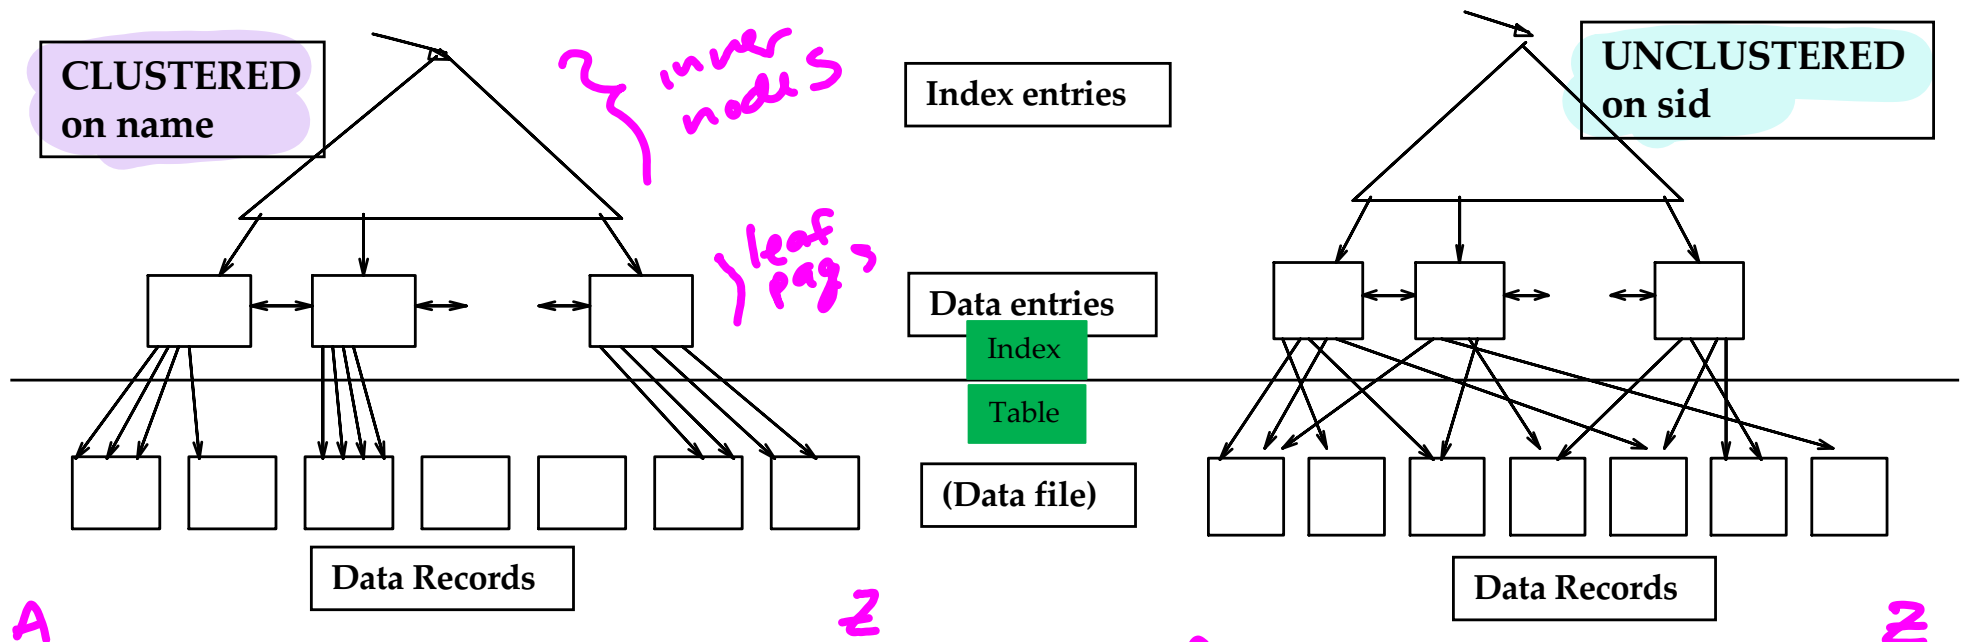 CLUSTERED
on name
inner
nodes
Index entries
UNCLUSTERED
on sid
leaf
Data entries
Index
Table
(Data file)
Data Records
Data Records
A
Z
Z